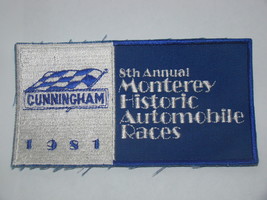 CUNNINGHAM
1981
8th Annual
Monterey
Historic
Automobile
Races